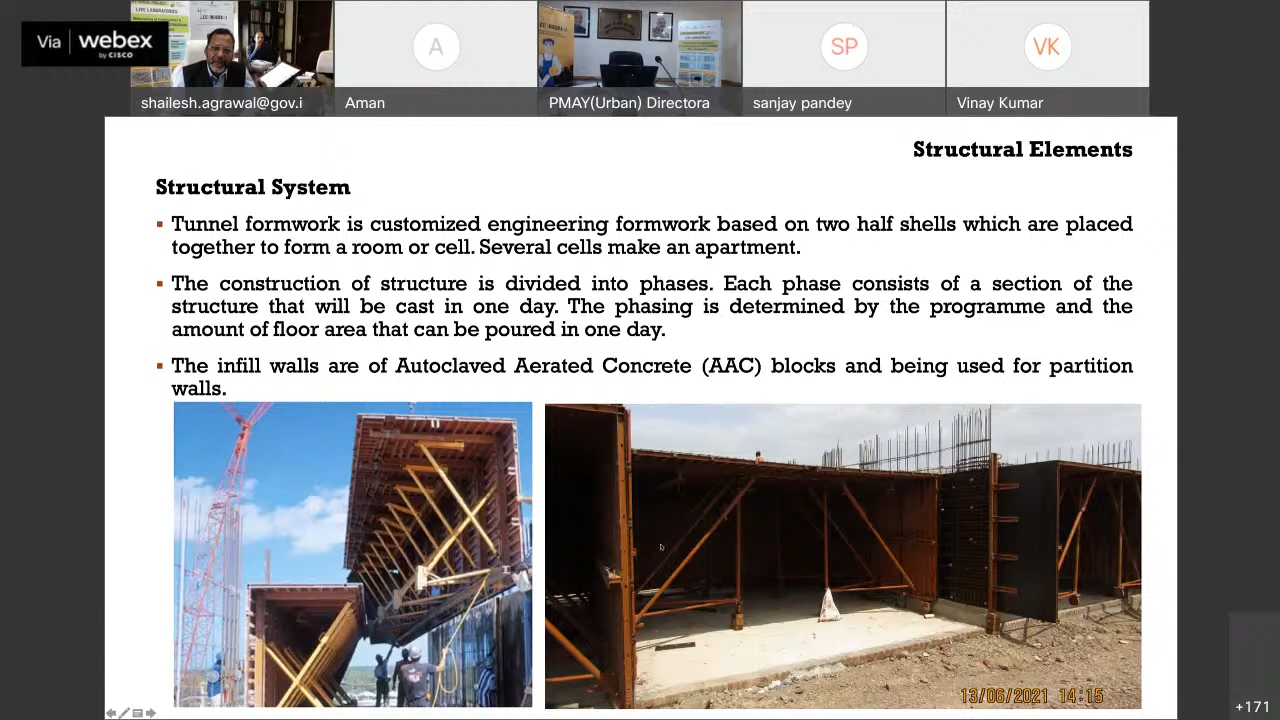 Via webex
by CISCO
LIVE LABORATORIES
A
SP
VK
shailesh.agrawal@gov.i
Aman
PMAY(Urban) Directora
sanjay pandey
Vinay Kumar
Structural Elements
Structural System
▪ Tunnel formwork is customized engineering formwork based on two half shells which are placed
together to form a room or cell. Several cells make an apartment.
▪ The construction of structure is divided into phases. Each phase consists of a section of the
structure that will be cast in one day. The phasing is determined by the programme and the
amount of floor area that can be poured in one day.
▪ The infill walls are of Autoclaved Aerated Concrete (AAC) blocks and being used for partition
walls.
13/06/2021 14:15
+171